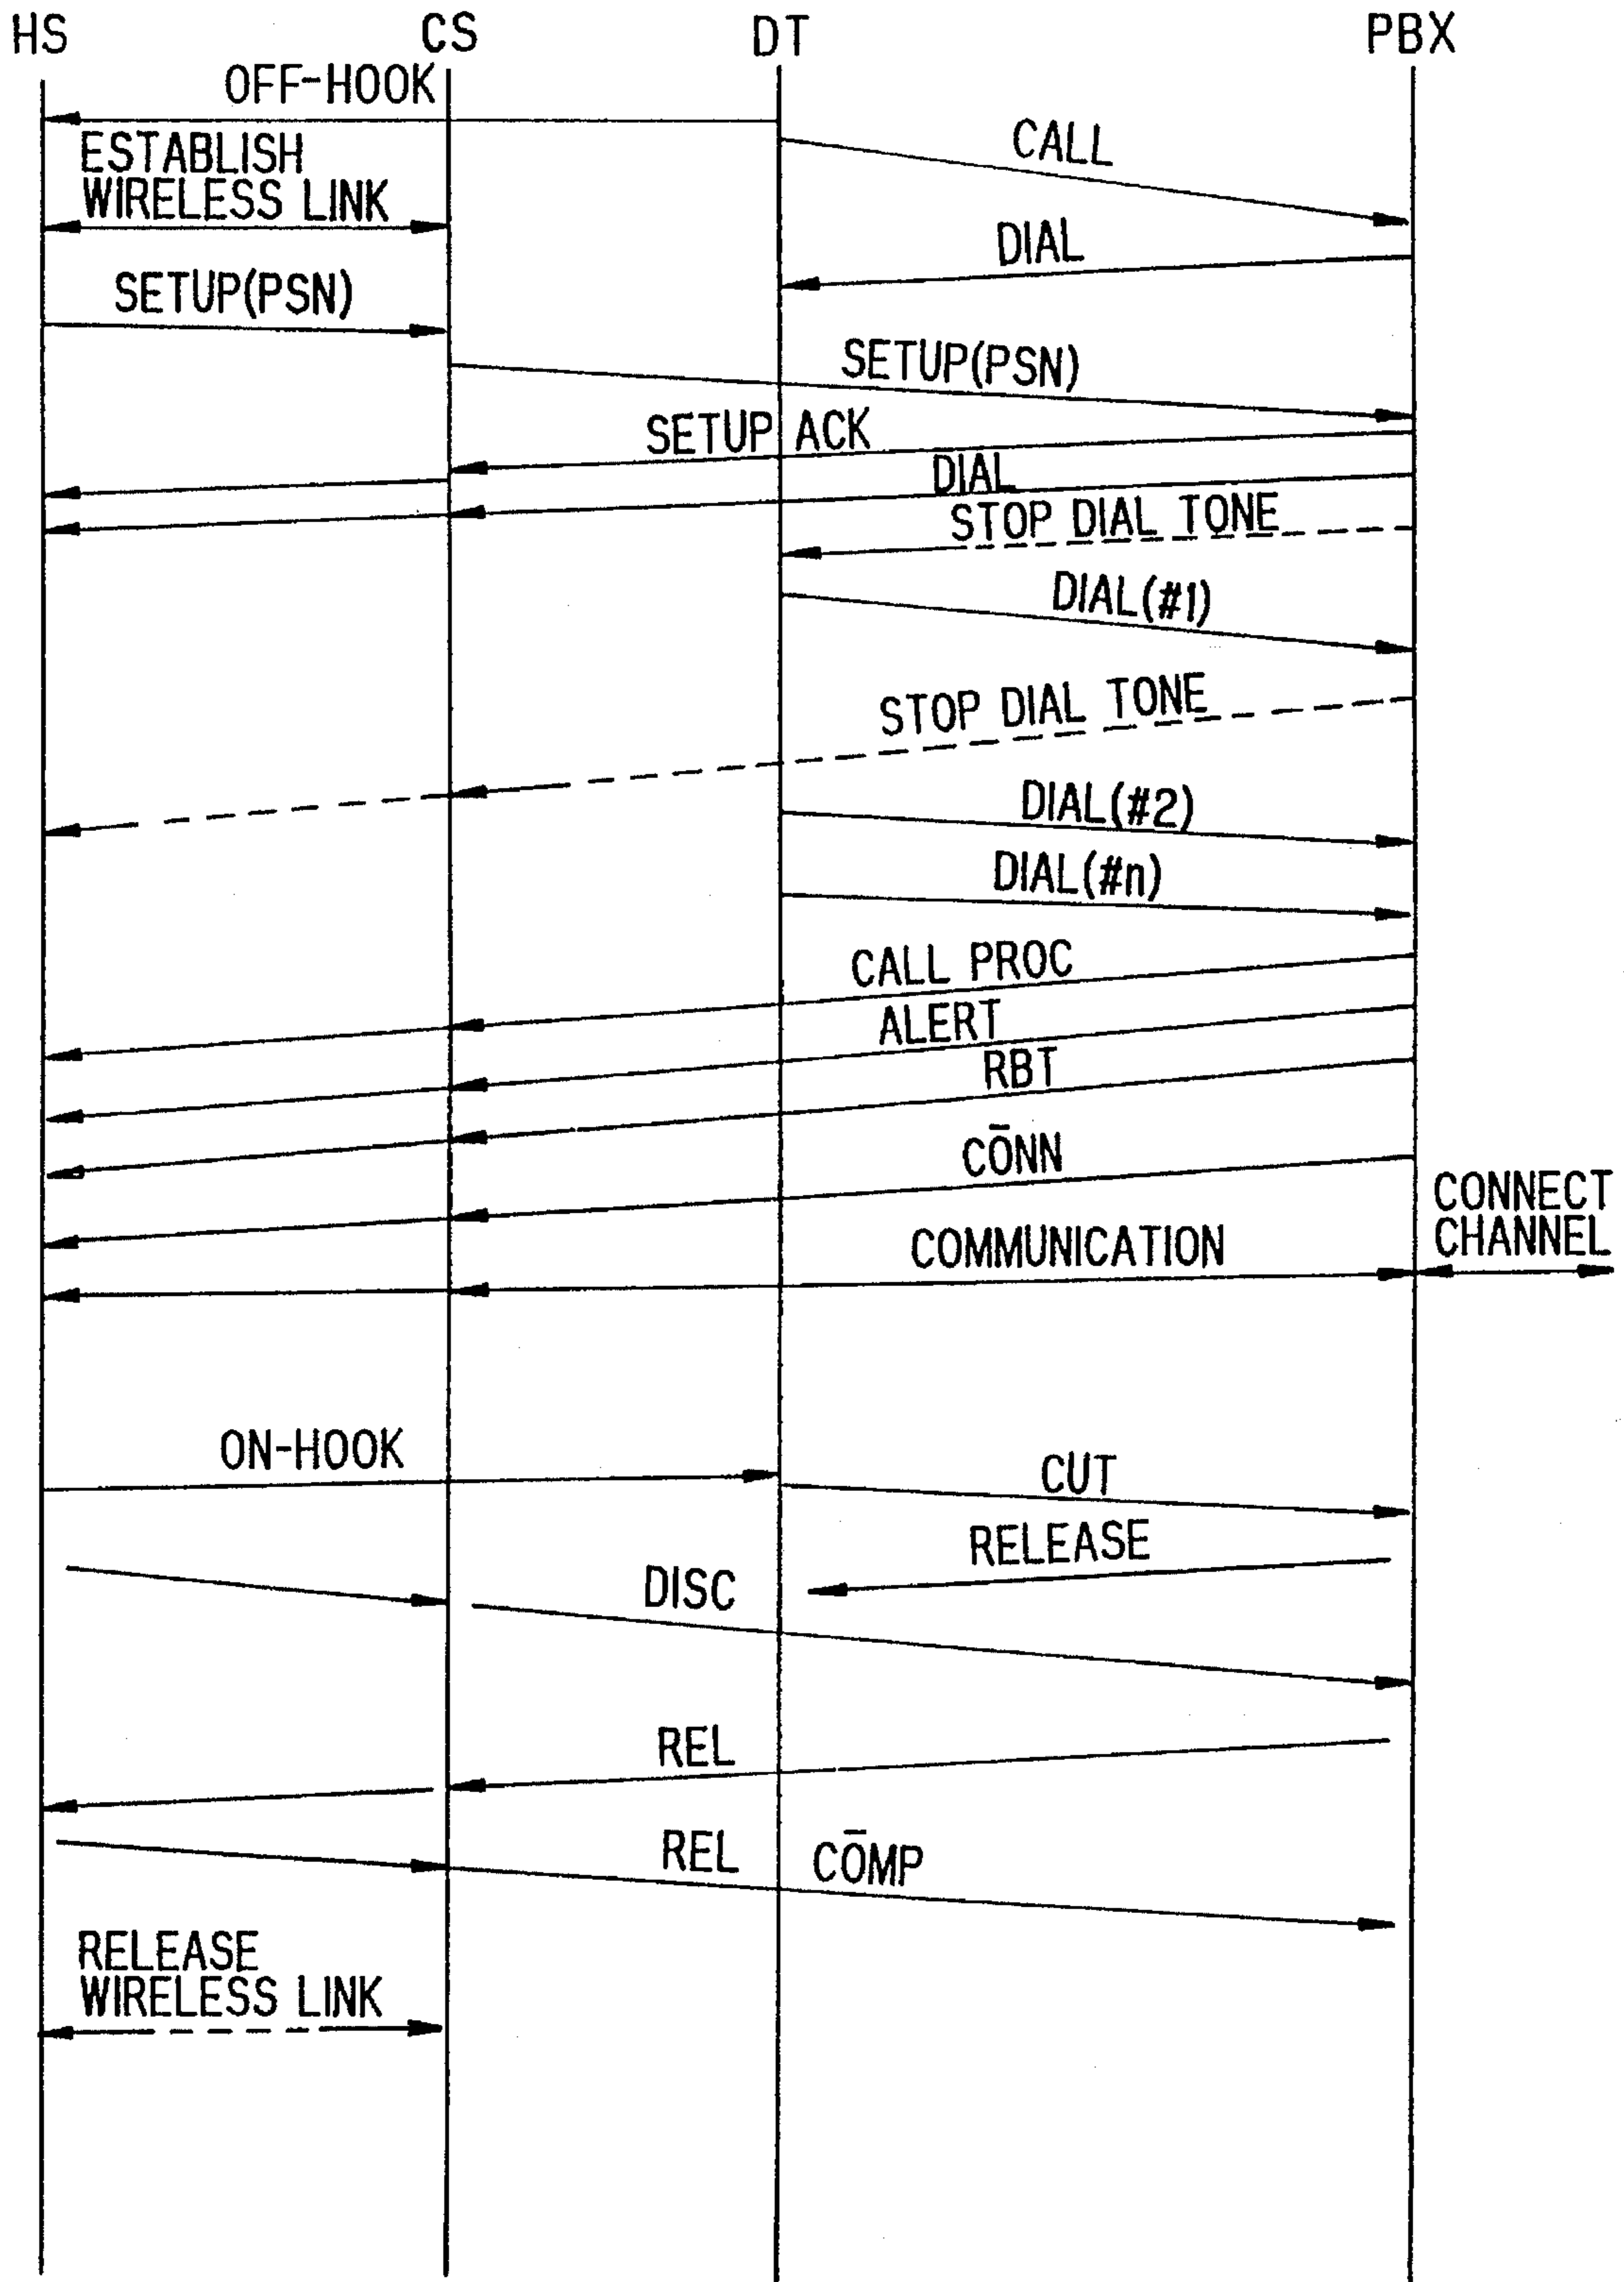 HS CS DT PBX
OFF-HOOK
CALL
ESTABLISH
WIRELESS LINK
DIAL
SETUP(PSN)
SETUP(PSN)
SETUP ACK
DIAL
STOP DIAL TONE
DIAL(#1)
STOP DIAL TONE
DIAL(#2)
DIAL(#n)
CALL PROC
ALERT
RBT
CŌNN
CONNECT
CHANNEL
COMMUNICATION
ON-HOOK
CUT
RELEASE
DISC
REL
REL CŌMP
RELEASE
WIRELESS LINK